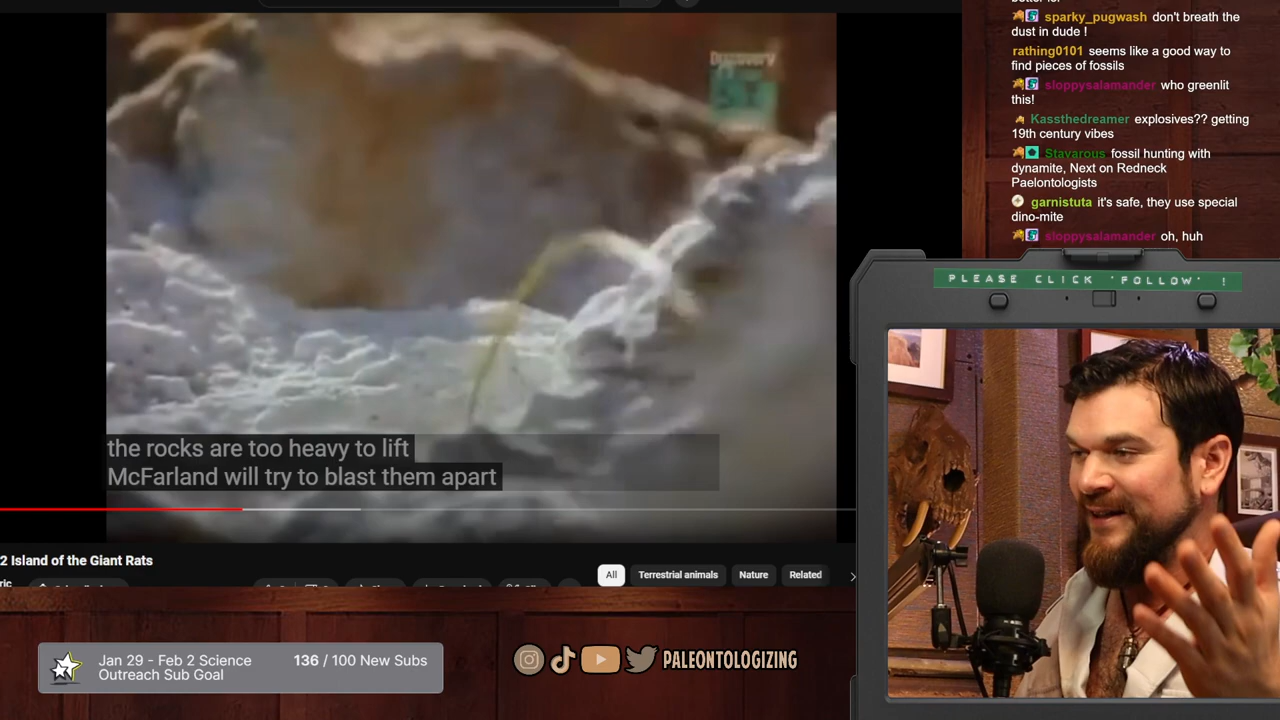 sparky_pugwash don't breath the
dust in dude !
rathing0101 seems like a good way to
find pieces of fossils
sloppysalamander who greenlit
this!
Kassthedreamer explosives?? getting
19th century vibes
Stayarous fossil hunting with
dynamite, Next on Redneck
Paelontologists
garnistuta it's safe, they use special
dino-mite
sloppysalamander oh, huh
PLEASE CLICK 'FOLLOW' !
Discovery
the rocks are too heavy to lift
McFarland will try to blast them apart
2 Island of the Giant Rats
All
Terrestrial animals
Nature
Related
Jan 29 - Feb 2 Science
Outreach Sub Goal
136 / 100 New Subs
PALEONTOLOGIZING